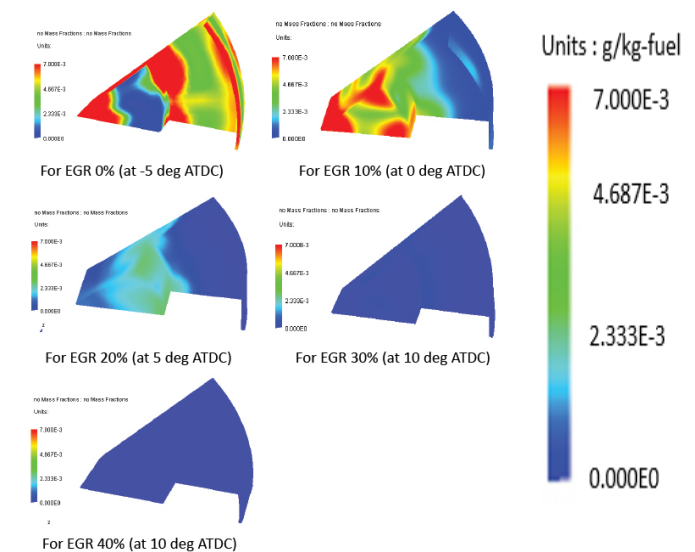 no Mass Fractions : no Mass Fractions
Units:
7.000E-3
4.667E-3
2.333E-3
0.000E0
For EGR 0% (at -5 deg ATDC)
no Mass Fractions : no Mass Fractions
Units:
7.000E-3
4.667E-3
2.333E-3
0.000E0
For EGR 10% (at 0 deg ATDC)
Units : g/kg-fuel
7.000E-3
4.687E-3
2.333E-3
0.000E0
no Mass Fractions : no Mass Fractions
Units:
7.000E-3
4.667E-3
2.333E-3
0.000E0
For EGR 20% (at 5 deg ATDC)
no Mass Fractions : no Mass Fractions
Units:
7.000E-3
4.667E-3
2.333E-3
0.000E0
For EGR 30% (at 10 deg ATDC)
no Mass Fractions : no Mass Fractions
Units:
7.000E-3
4.667E-3
2.333E-3
0.000E0
For EGR 40% (at 10 deg ATDC)